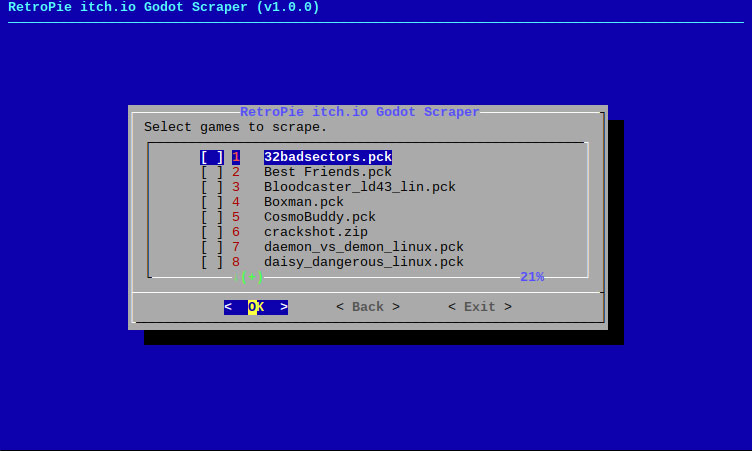 RetroPie itch.io Godot Scraper (v1.0.0)
RetroPie itch.io Godot Scraper
Select games to scrape.
[ ] 1 32badsectors.pck
[ ] 2 Best Friends.pck
[ ] 3 Bloodcaster_ld43_lin.pck
[ ] 4 Boxman.pck
[ ] 5 CosmoBuddy.pck
[ ] 6 crackshot.zip
[ ] 7 daemon_vs_demon_linux.pck
[ ] 8 daisy_dangerous_linux.pck
↓(+) 21%
< OK > < Back > < Exit >